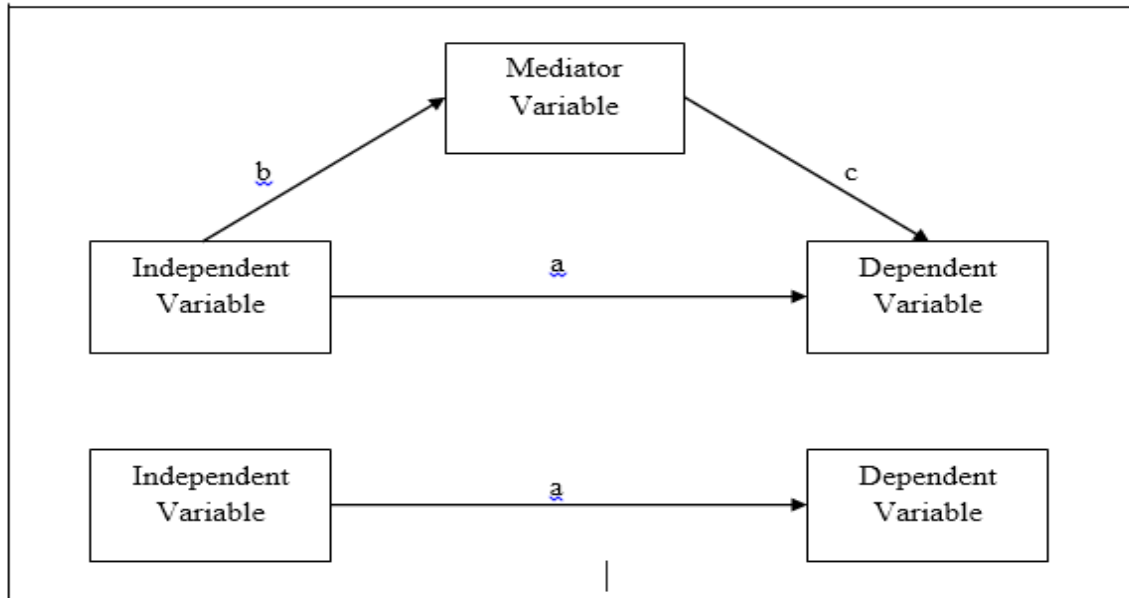 Mediator
Variable
b
c
Independent
Variable
a
Dependent
Variable
Independent
Variable
a
Dependent
Variable